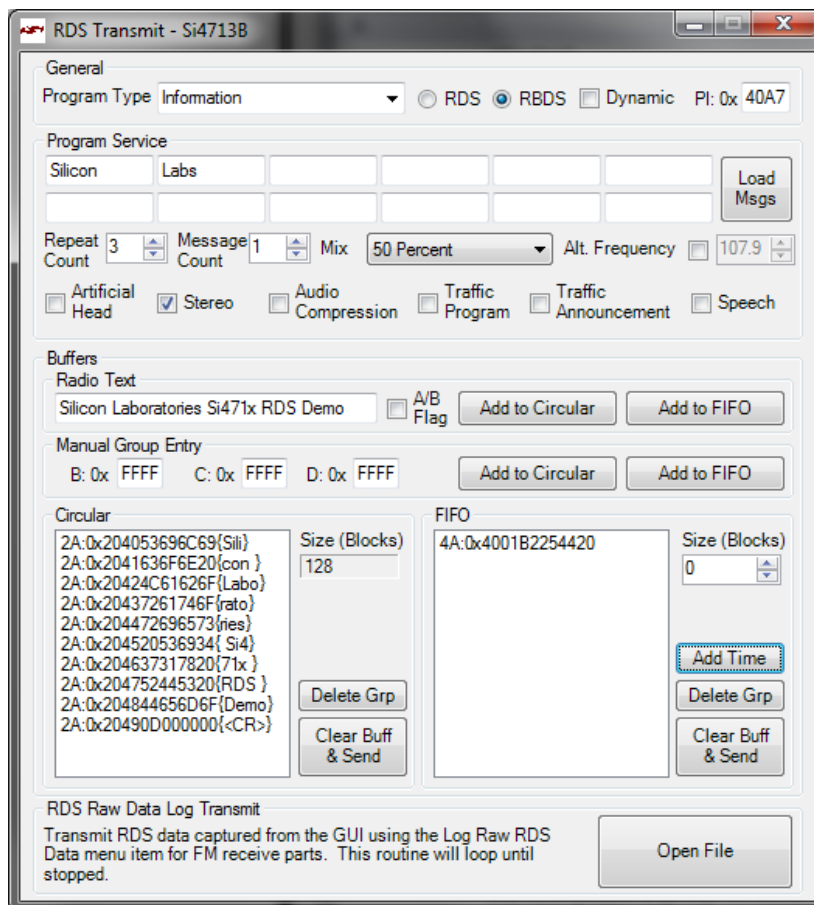 RDS Transmit - Si4713B
General
Program Type Information RDS RBDS Dynamic PI: 0x 40A7
Program Service
Silicon Labs
Load Msgs
Repeat Count 3 Message Count 1 Mix 50 Percent Alt. Frequency 107.9
Artificial Head Stereo Audio Compression Traffic Program Traffic Announcement Speech
Buffers
Radio Text
Silicon Laboratories Si471x RDS Demo A/B Flag Add to Circular Add to FIFO
Manual Group Entry
B: 0x FFFF C: 0x FFFF D: 0x FFFF Add to Circular Add to FIFO
Circular
2A:0x204053696C69{Sili}
2A:0x2041636F6E20{con }
2A:0x20424C61626F{Labo}
2A:0x20437261746F{rato}
2A:0x204472696573{ries}
2A:0x204520536934{ Si4}
2A:0x204637317820{71x }
2A:0x204752445320{RDS }
2A:0x204844656D6F{Demo}
2A:0x20490D000000{<CR>}
Size (Blocks)
128
Delete Grp
Clear Buff
& Send
FIFO
4A:0x4001B2254420
Size (Blocks)
0
Add Time
Delete Grp
Clear Buff
& Send
RDS Raw Data Log Transmit
Transmit RDS data captured from the GUI using the Log Raw RDS
Data menu item for FM receive parts. This routine will loop until
stopped.
Open File